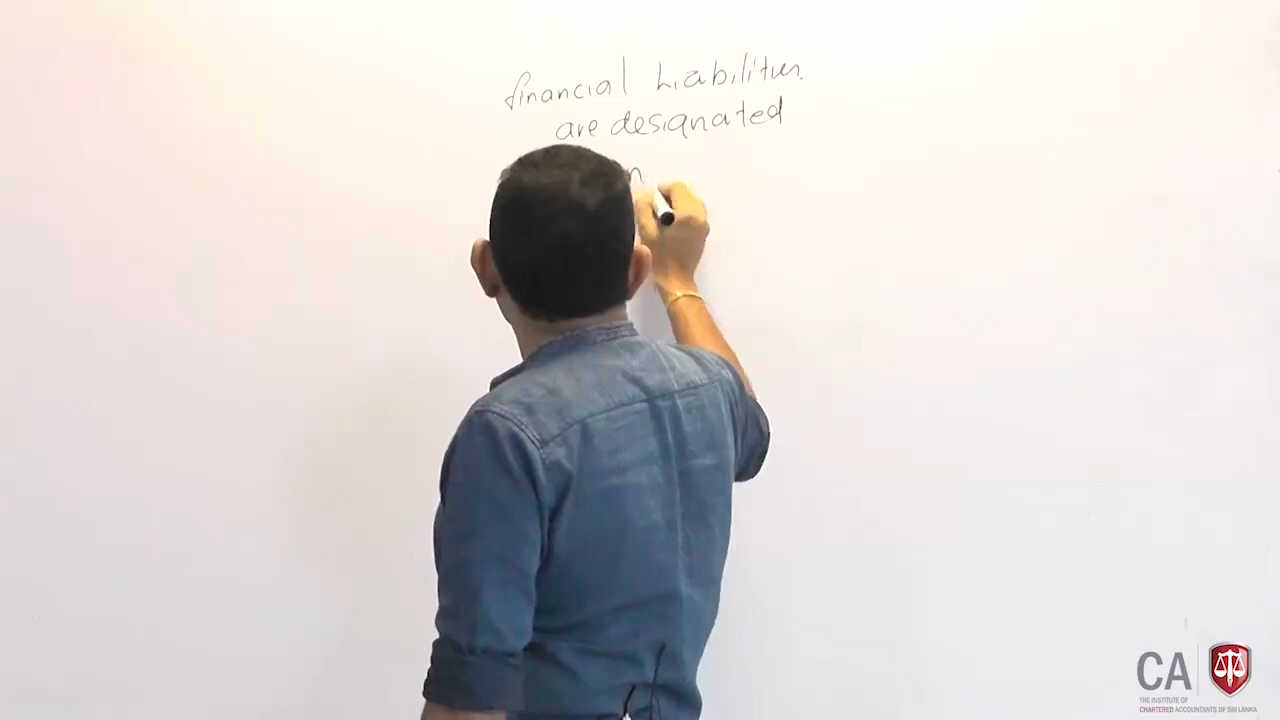 financial Liabilities.
are designated
CA
THE INSTITUTE OF
CHARTERED ACCOUNTANTS OF SRI LANKA